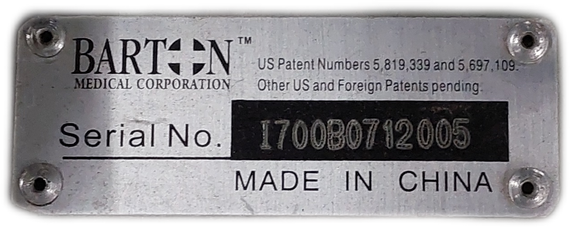 BARTON™
MEDICAL CORPORATION
US Patent Numbers 5,819,339 and 5,697,109.
Other US and Foreign Patents pending.
Serial No. I700B0712005
MADE IN CHINA